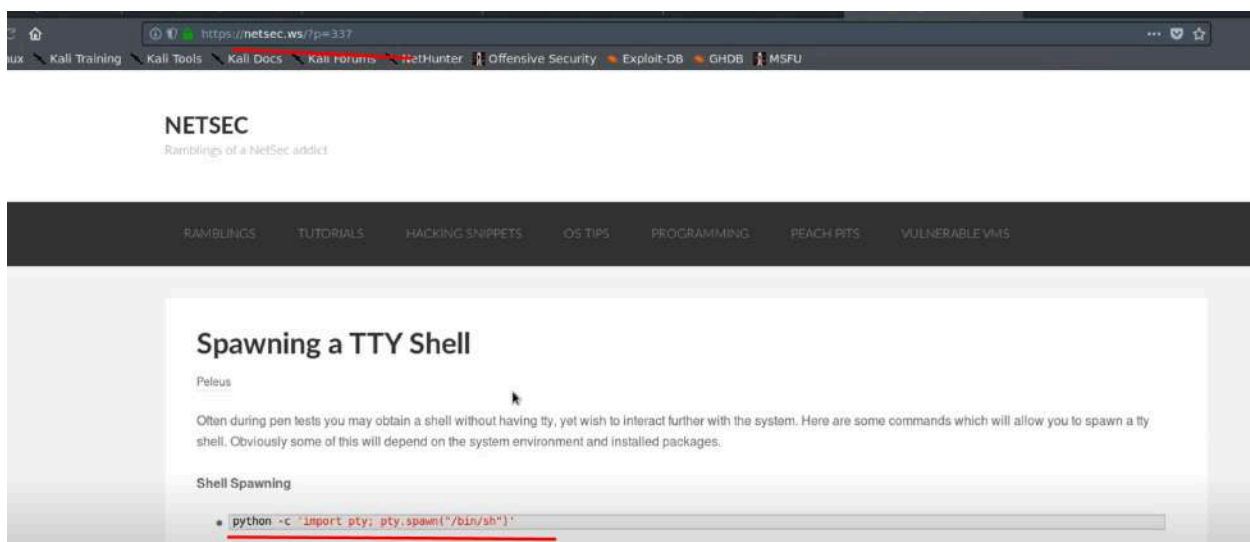 https://netsec.ws/?p=337
ux Kali Training Kali Tools Kali Docs Kali Forums NetHunter Offensive Security Exploit-DB GHDB MSFU
NETSEC
Ramblings of a NetSec addict
RAMBLINGS TUTORIALS HACKING SNIPPETS OS TIPS PROGRAMMING PEACH PITS VULNERABLE VMS
Spawning a TTY Shell
Peleus
Often during pen tests you may obtain a shell without having tty, yet wish to interact further with the system. Here are some commands which will allow you to spawn a tty
shell. Obviously some of this will depend on the system environment and installed packages.
Shell Spawning
python -c 'import pty; pty.spawn("/bin/sh")'